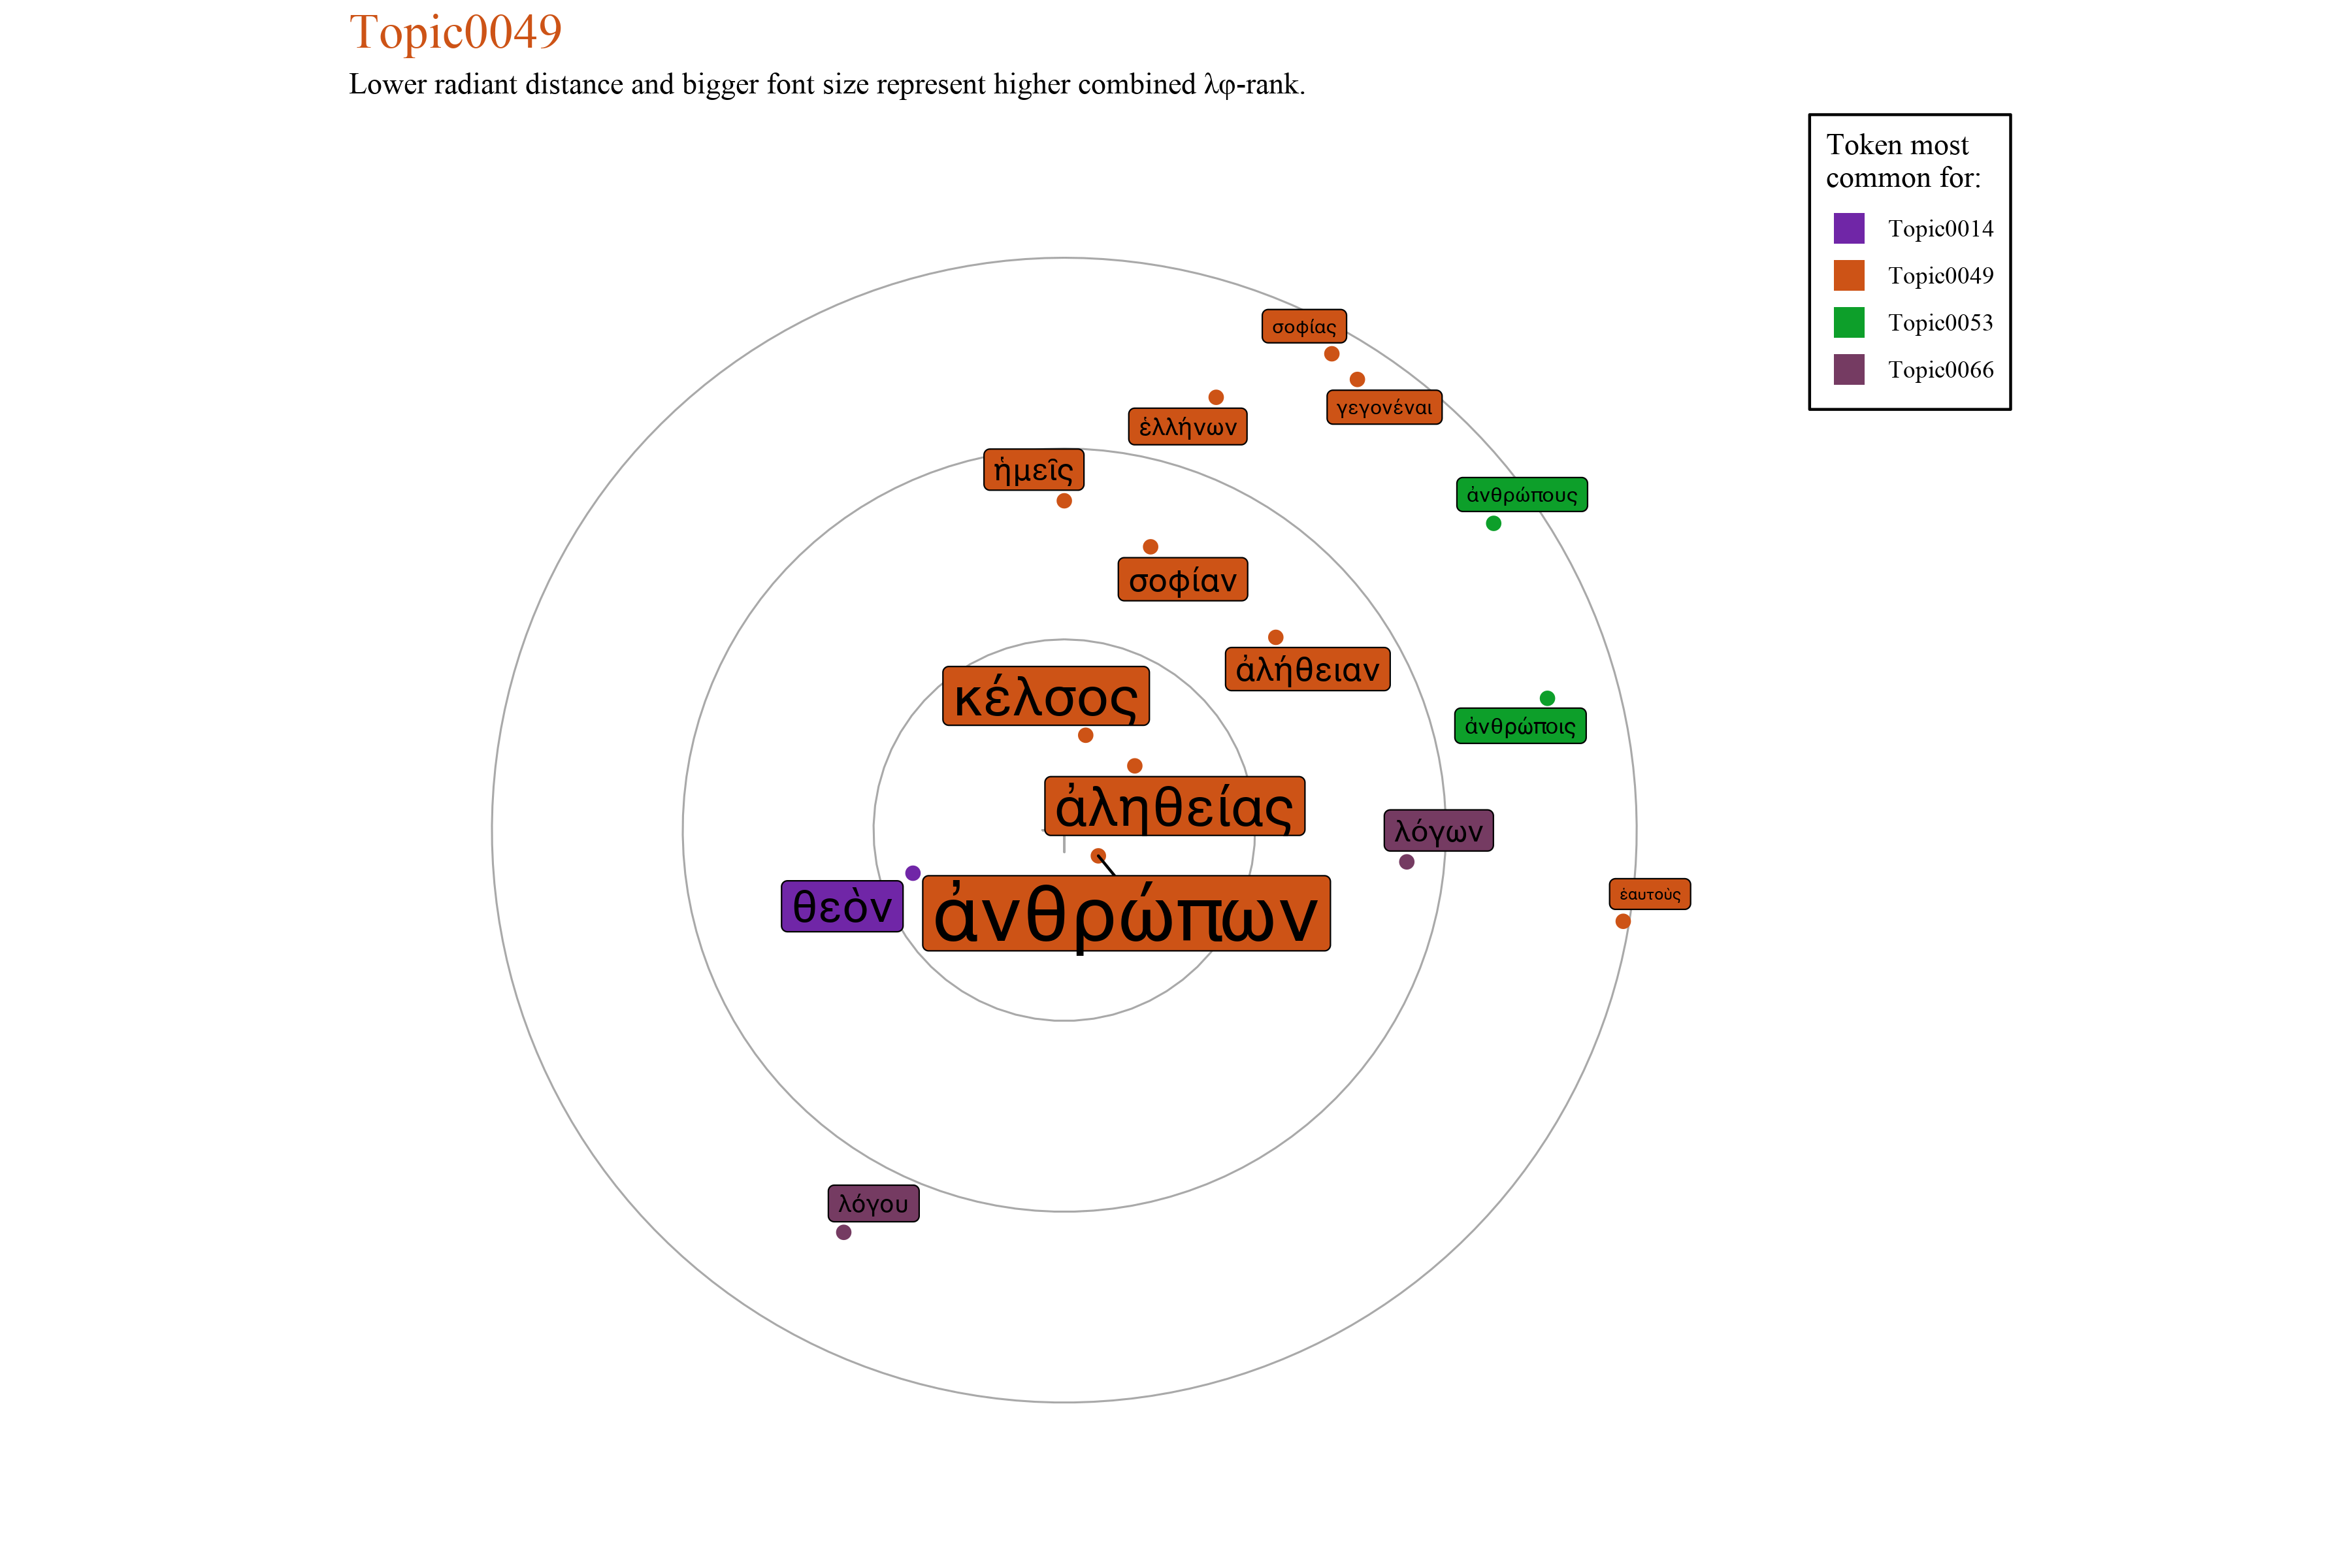 Topic0049
Lower radiant distance and bigger font size represent higher combined λφ-rank.
Token most
common for:
Topic0014
Topic0049
Topic0053
Topic0066
σοφίας
γεγονέναι
ἑλλήνων
ἡμεῖς
ἀνθρώπους
σοφίαν
ἀλήθειαν
κέλσος
ἀνθρώποις
ἀληθείας
λόγων
θεὸν
ἀνθρώπων
ἑαυτοὺς
λόγου